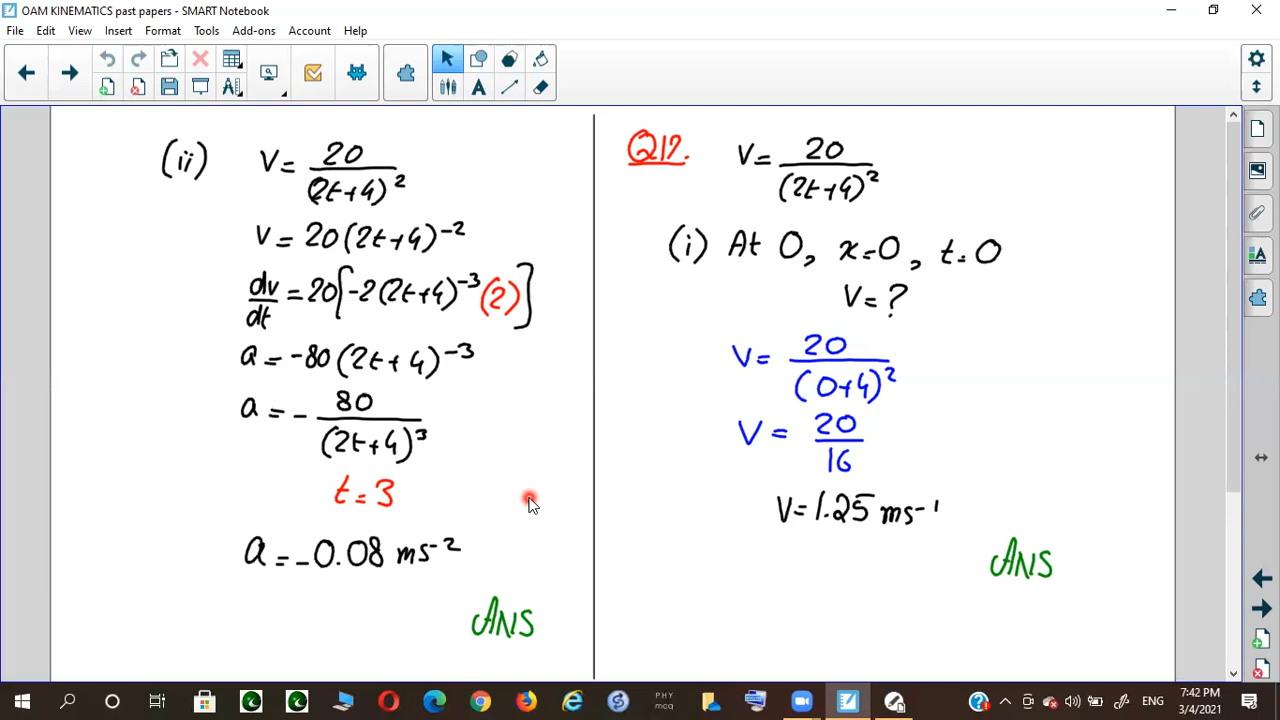 OAM KINEMATICS past papers - SMART Notebook
File Edit View Insert Format Tools Add-ons Account Help
(ii) V = 20/(2t+4)²
V = 20(2t+4)⁻²
dv/dt = 20[-2(2t+4)⁻³(2)]
a = -80(2t+4)⁻³
a = - 80/(2t+4)³
t = 3
a = -0.08 ms⁻²
ANS
Q12. V = 20/(2t+4)²
(i) At O, x=0, t=0
V = ?
V = 20/(0+4)²
V = 20/16
V = 1.25 ms⁻¹
ANS
PHY
mcq
ENG
7:42 PM
3/4/2021